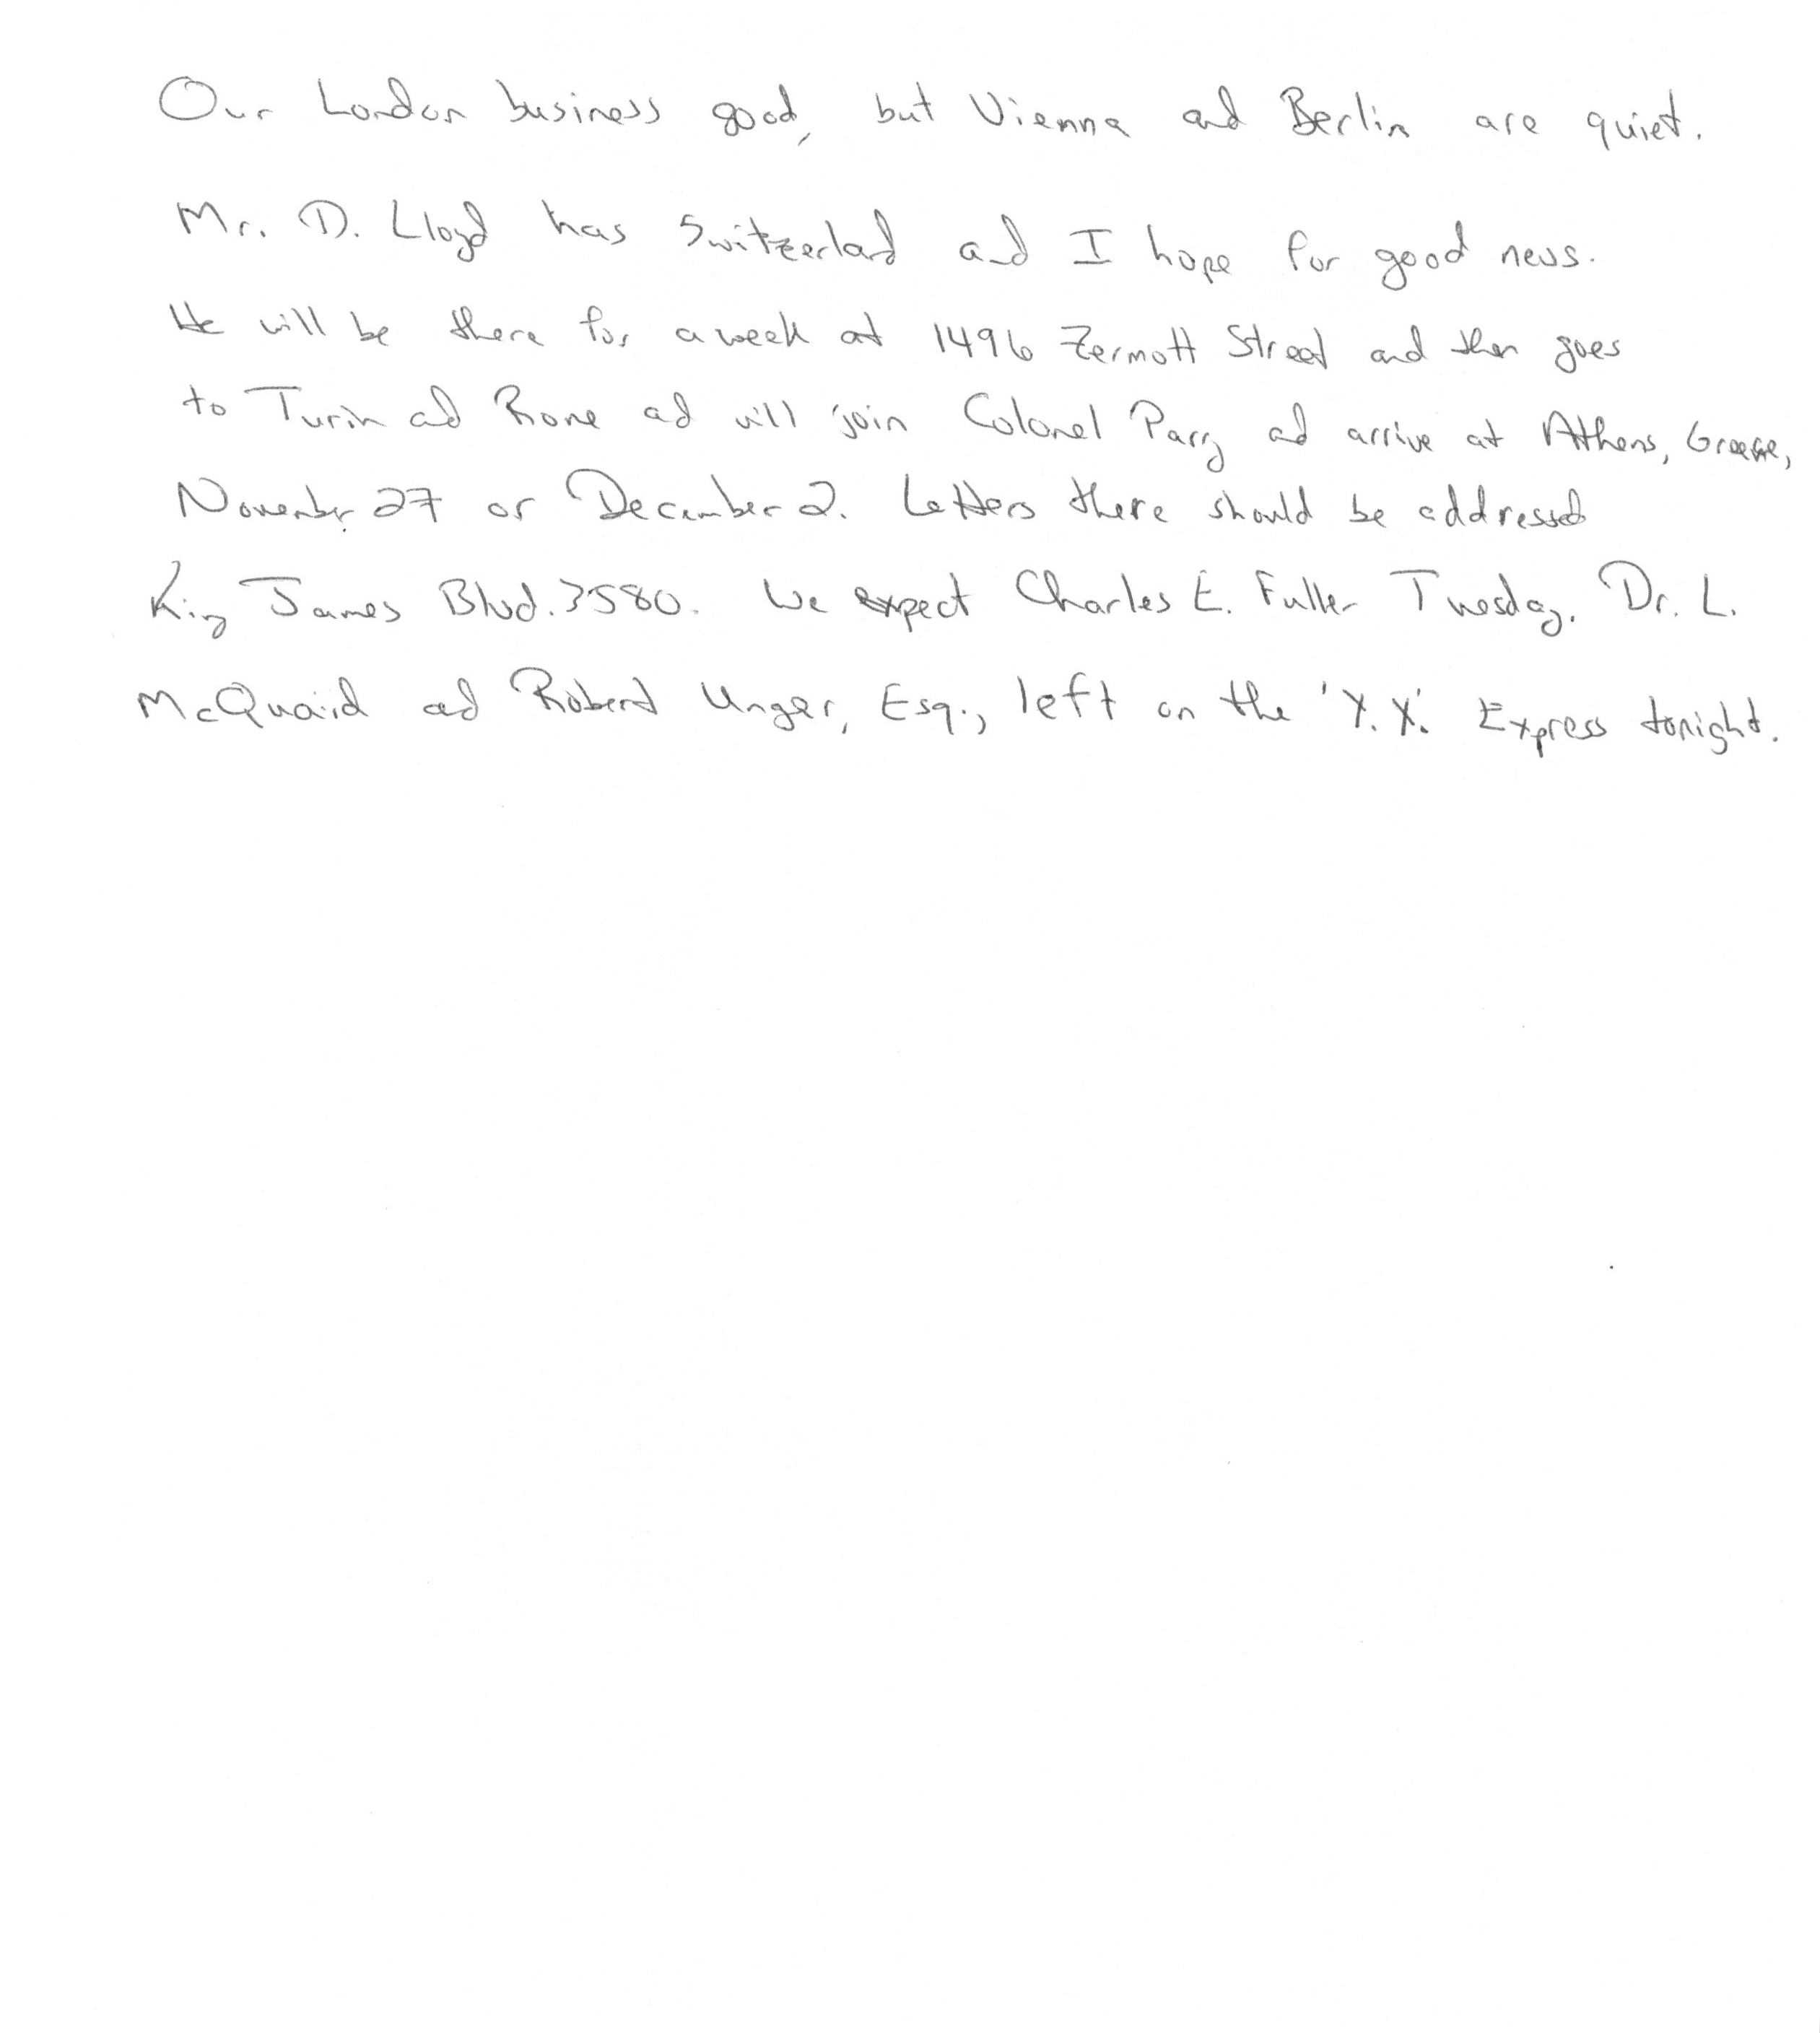 Our London business good, but Vienna and Berlin are quiet.
Mr. D. Lloyd has Switzerland and I hope for good news.
He will be there for a week at 1496 Zermott Street and then goes
to Turin and Rome and will join Colonel Parry and arrive at Athens, Greece,
November 27 or December 2. Letters there should be addressed
King James Blvd. 3580. We expect Charles E. Fuller Tuesday. Dr. L.
McQuaid and Robert Unger, Esq., left on the 'Y.X.' Express tonight.